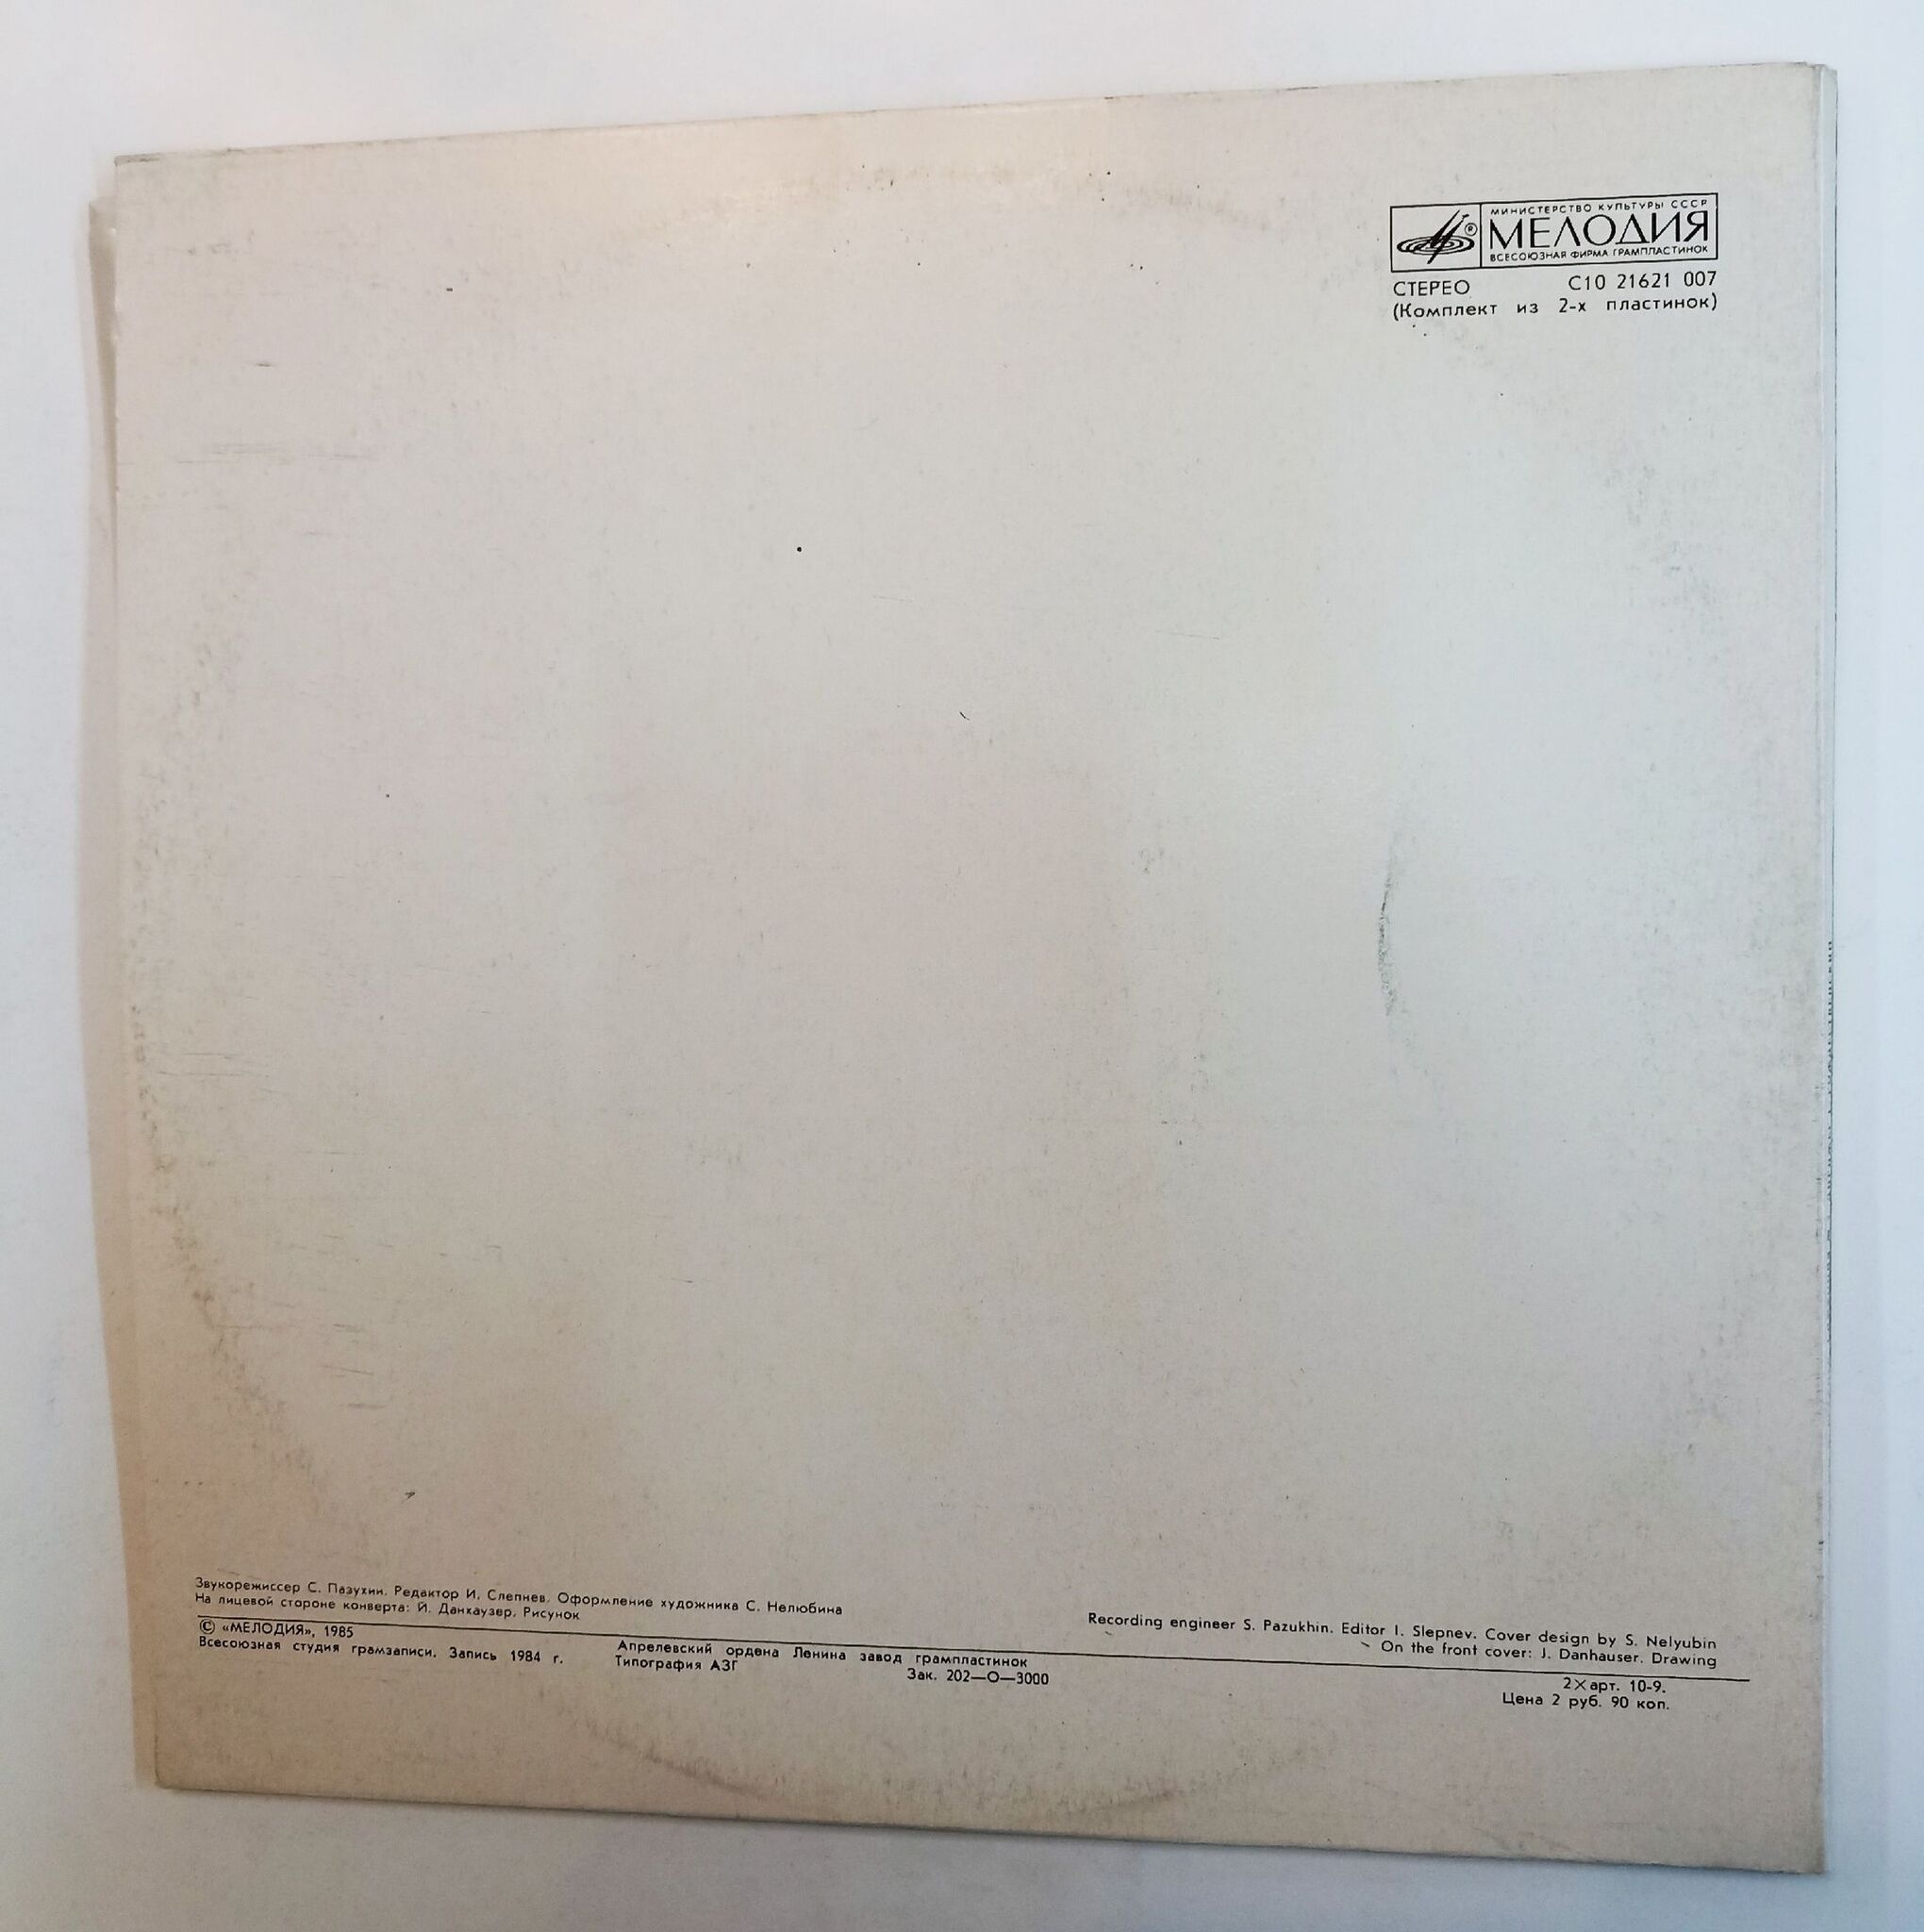 МИНИСТЕРСТВО КУЛЬТУРЫ СССР
МЕЛОДИЯ
ВСЕСОЮЗНАЯ ФИРМА ГРАМПЛАСТИНОК
СТЕРЕО С10 21621 007
(Комплект из 2-х пластинок)
Звукорежиссер С. Пазухин. Редактор И. Слепнев. Оформление художника С. Нелюбина
На лицевой стороне конверта: Й. Данхаузер. Рисунок
Recording engineer S. Pazukhin. Editor I. Slepnev. Cover design by S. Nelyubin
On the front cover: J. Danhauser. Drawing
© «МЕЛОДИЯ», 1985
Всесоюзная студия грамзаписи. Запись 1984 г.
Апрелевский ордена Ленина завод грампластинок
Типография АЗГ Зак. 202—О—3000
2×арт. 10-9.
Цена 2 руб. 90 коп.